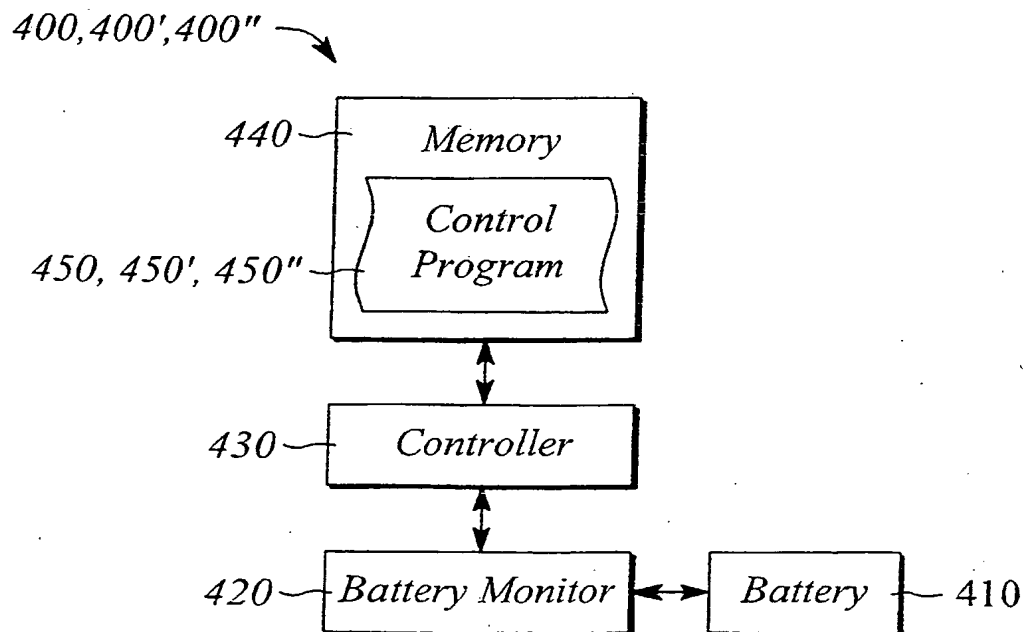 400, 400', 400"
440
Memory
Control
Program
450, 450', 450"
430
Controller
420
Battery Monitor
Battery
410